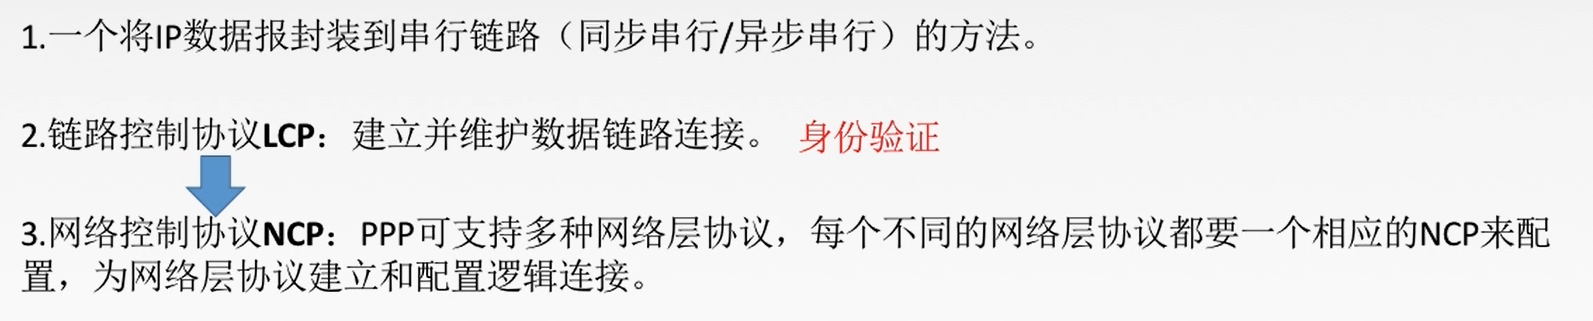 1.一个将IP数据报封装到串行链路（同步串行/异步串行）的方法。
2.链路控制协议LCP：建立并维护数据链路连接。 身份验证
3.网络控制协议NCP：PPP可支持多种网络层协议，每个不同的网络层协议都要一个相应的NCP来配
置，为网络层协议建立和配置逻辑连接。